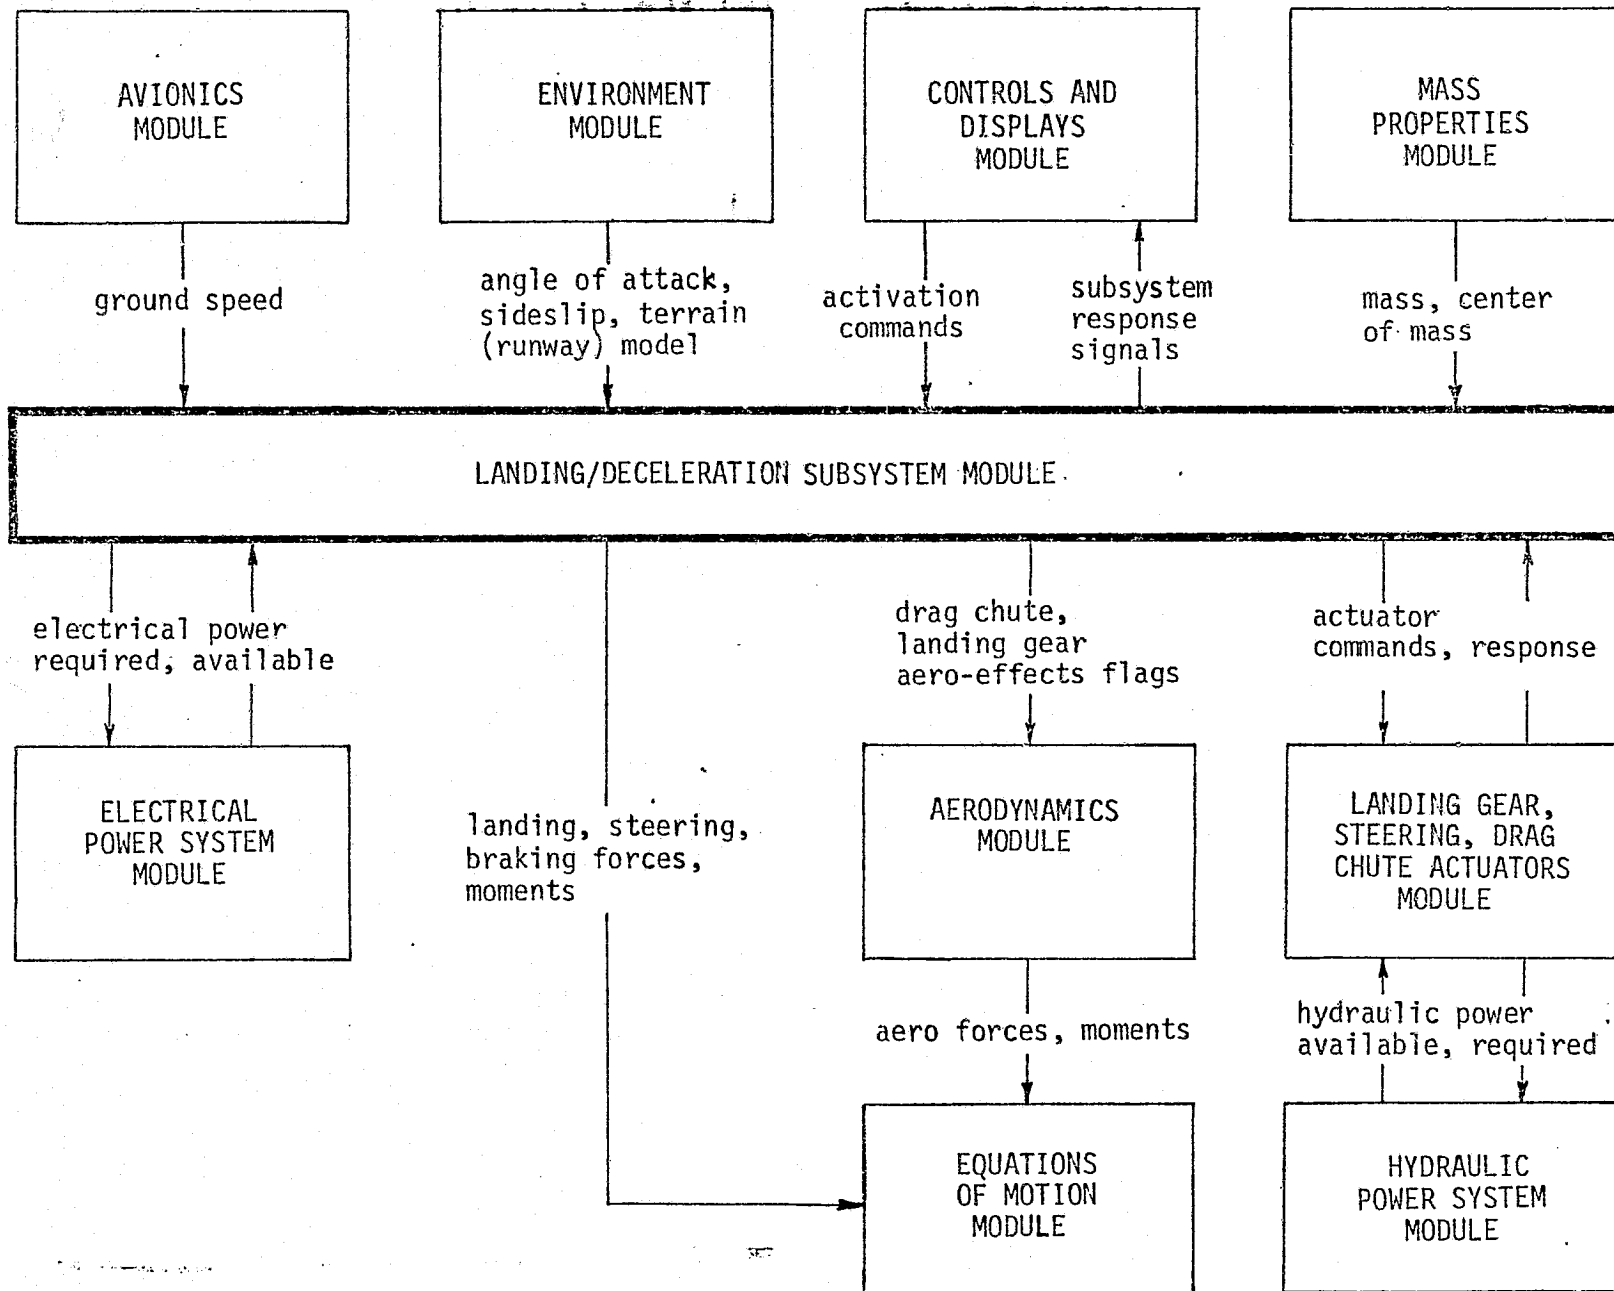 AVIONICS
MODULE
ENVIRONMENT
MODULE
CONTROLS AND
DISPLAYS
MODULE
MASS
PROPERTIES
MODULE
ground speed
angle of attack,
sideslip, terrain
(runway) model
activation
commands
subsystem
response
signals
mass, center
of mass
LANDING/DECELERATION SUBSYSTEM MODULE
electrical power
required, available
drag chute,
landing gear
aero-effects flags
actuator
commands, response
ELECTRICAL
POWER SYSTEM
MODULE
landing, steering,
braking forces,
moments
AERODYNAMICS
MODULE
LANDING GEAR,
STEERING, DRAG
CHUTE ACTUATORS
MODULE
aero forces, moments
hydraulic power
available, required
EQUATIONS
OF MOTION
MODULE
HYDRAULIC
POWER SYSTEM
MODULE